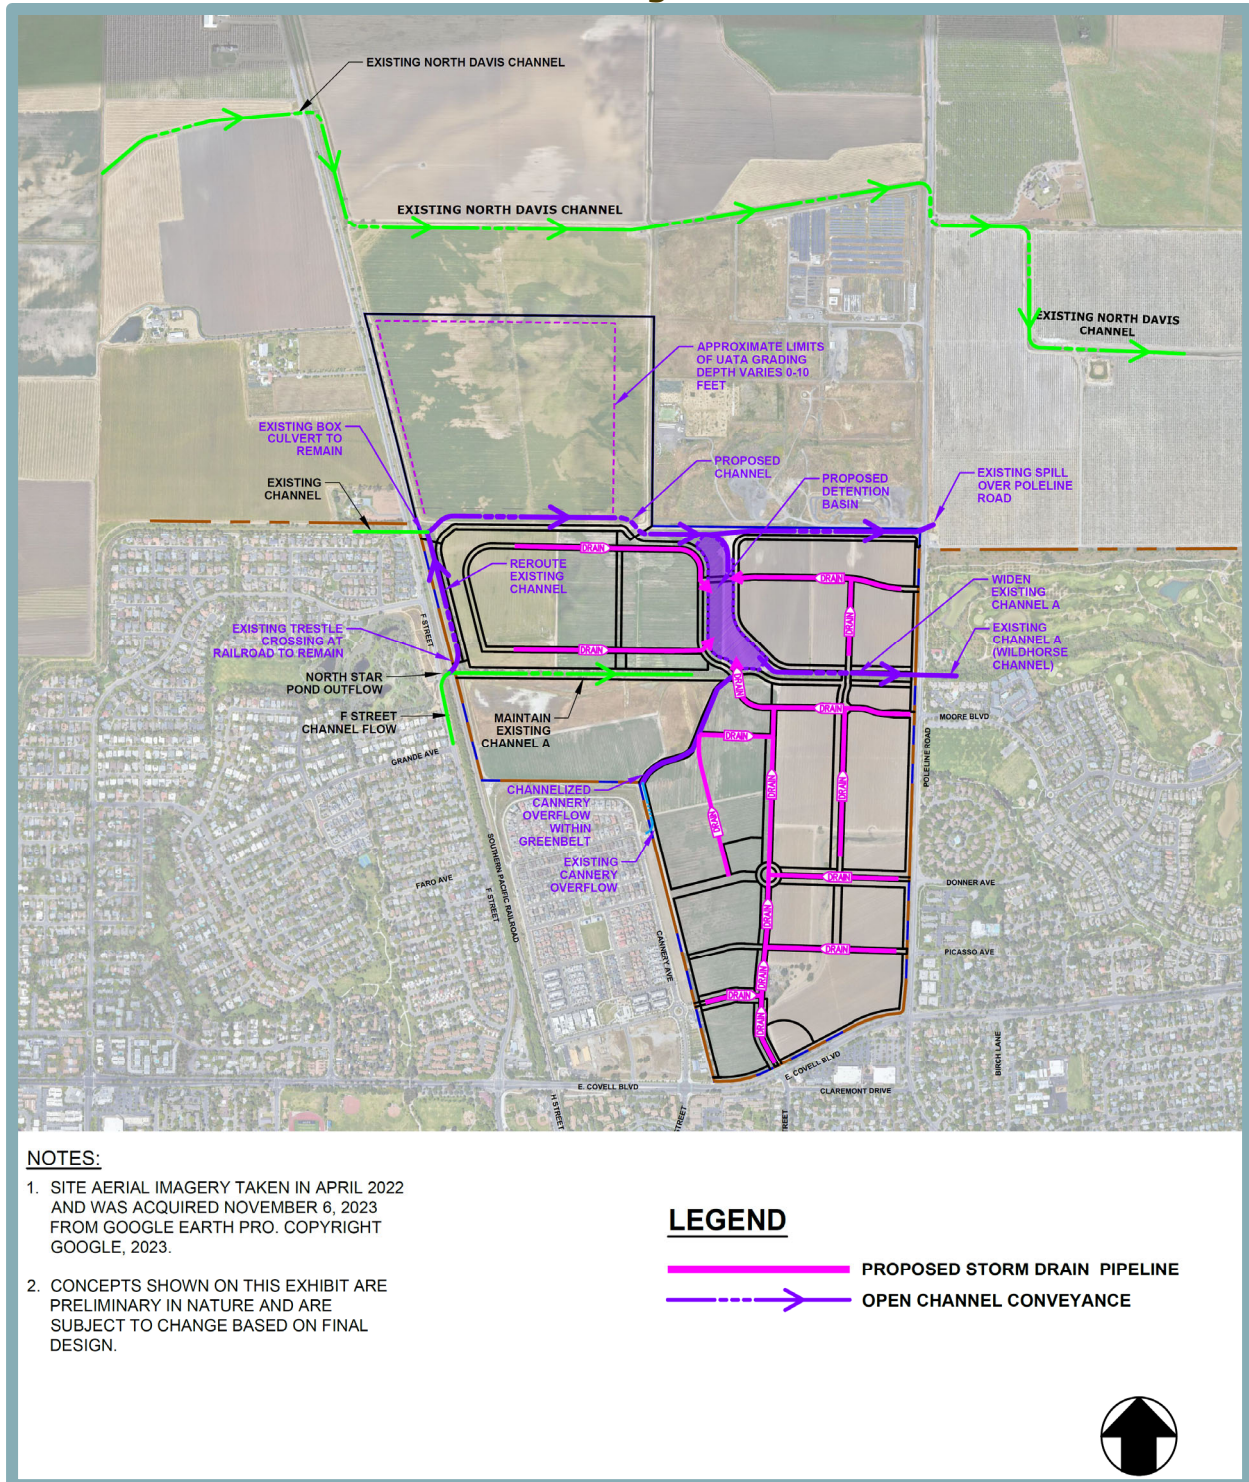 EXISTING NORTH DAVIS CHANNEL
EXISTING NORTH DAVIS CHANNEL
EXISTING NORTH DAVIS
CHANNEL
APPROXIMATE LIMITS
OF UATA GRADING
DEPTH VARIES 0-10
FEET
EXISTING BOX
CULVERT TO
REMAIN
EXISTING
CHANNEL
PROPOSED
CHANNEL
PROPOSED
DETENTION
BASIN
EXISTING SPILL
OVER POLELINE
ROAD
DRAIN
REROUTE
EXISTING
CHANNEL
DRAIN
WIDEN
EXISTING
CHANNEL A
F STREET
EXISTING TRESTLE
CROSSING AT
RAILROAD TO REMAIN
DRAIN
DRAIN
EXISTING
CHANNEL A
(WILDHORSE
CHANNEL)
NORTH STAR
POND OUTFLOW
F STREET
CHANNEL FLOW
MAINTAIN
EXISTING
CHANNEL A
DRAIN
DRAIN
MOORE BLVD
POLELINE ROAD
GRANDE AVE
DRAIN
CHANNELIZED
CANNERY
OVERFLOW
WITHIN
GREENBELT
DRAIN
DRAIN
DRAIN
EXISTING
CANNERY
OVERFLOW
SOUTHERN PACIFIC RAILROAD
F STREET
FARO AVE
DRAIN
DONNER AVE
DRAIN
CANNERY AVE
DRAIN
PICASSO AVE
DRAIN
DRAIN
DRAIN
BIRCH LANE
E. COVELL BLVD
E. COVELL BLVD
CLAREMONT DRIVE
H STREET
STREET
STREET
NOTES:
1. SITE AERIAL IMAGERY TAKEN IN APRIL 2022
AND WAS ACQUIRED NOVEMBER 6, 2023
FROM GOOGLE EARTH PRO. COPYRIGHT
GOOGLE, 2023.
2. CONCEPTS SHOWN ON THIS EXHIBIT ARE
PRELIMINARY IN NATURE AND ARE
SUBJECT TO CHANGE BASED ON FINAL
DESIGN.
LEGEND
PROPOSED STORM DRAIN PIPELINE
OPEN CHANNEL CONVEYANCE